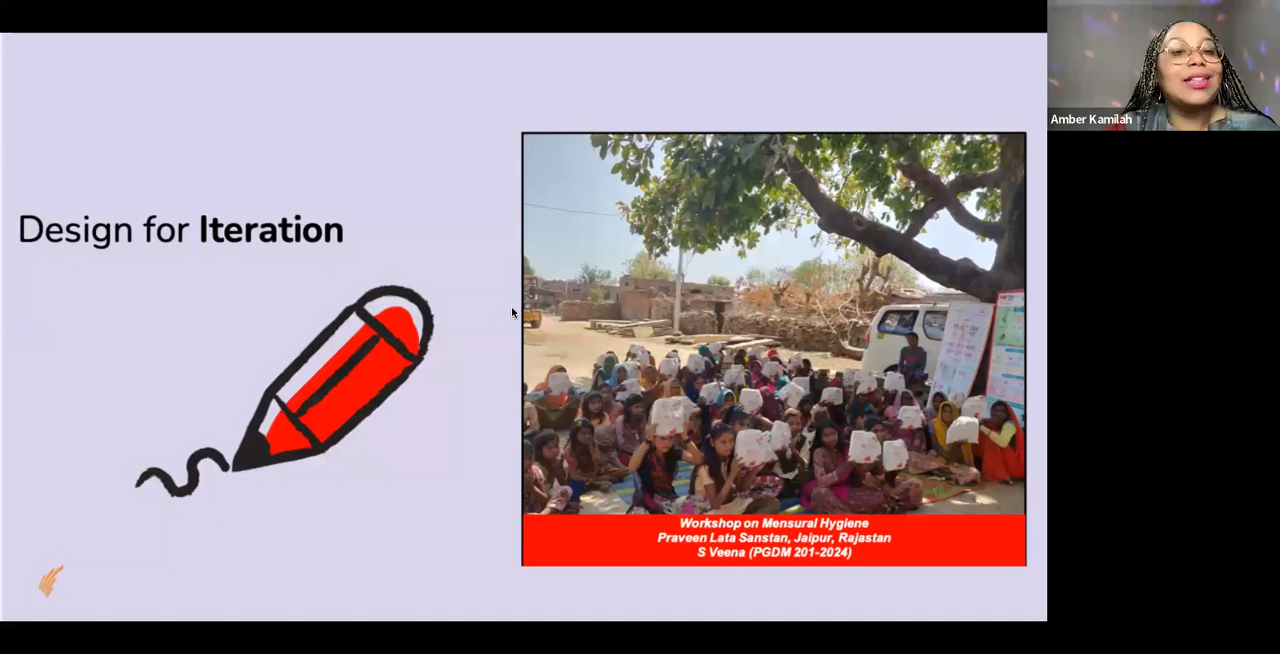 Amber Kamilah
Design for Iteration
Workshop on Mensural Hygiene
Praveen Lata Sanstan, Jaipur, Rajastan
S Veena (PGDM 201-2024)